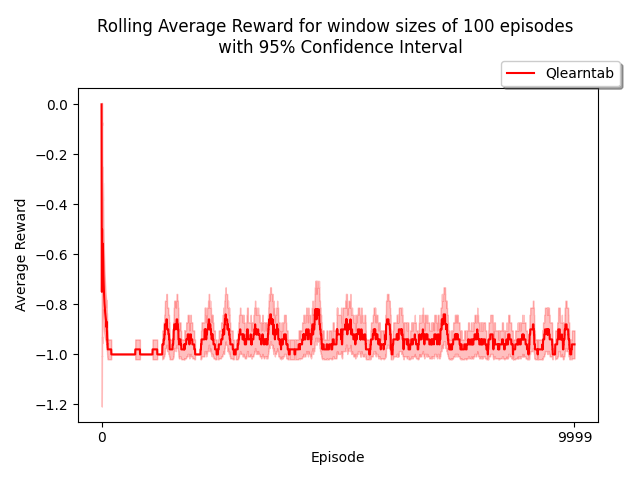 Rolling Average Reward for window sizes of 100 episodes
with 95% Confidence Interval
Qlearntab
0.0
−0.2
−0.4
−0.6
−0.8
−1.0
−1.2
Average Reward
0
9999
Episode